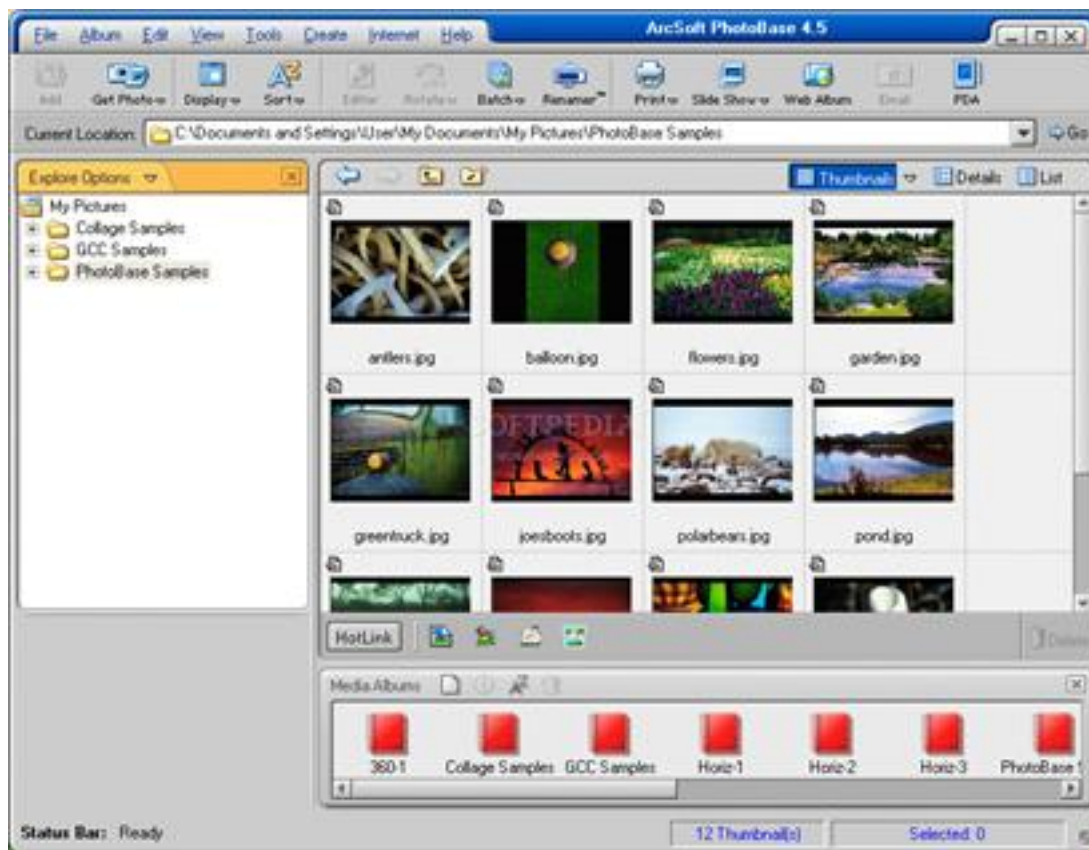 File Album Edit View Tools Create Internet Help ArcSoft PhotoBase 4.5
Add Get Photo Display Sort Editor Rotate Batch Renamer™ Print Slide Show Web Album Email PDA
Current Location: C:\Documents and Settings\User\My Documents\My Pictures\PhotoBase Samples Go
Explore Options Thumbnails Details List
My Pictures
Collage Samples
GCC Samples
PhotoBase Samples
antlers.jpg balloon.jpg flowers.jpg garden.jpg
SOFTPEDIA
greentruck.jpg joesboots.jpg polarbears.jpg pond.jpg
HotLink Delete
Media Albums
360-1 Collage Samples GCC Samples Horiz-1 Horiz-2 Horiz-3 PhotoBase S
Status Bar: Ready 12 Thumbnail(s) Selected: 0